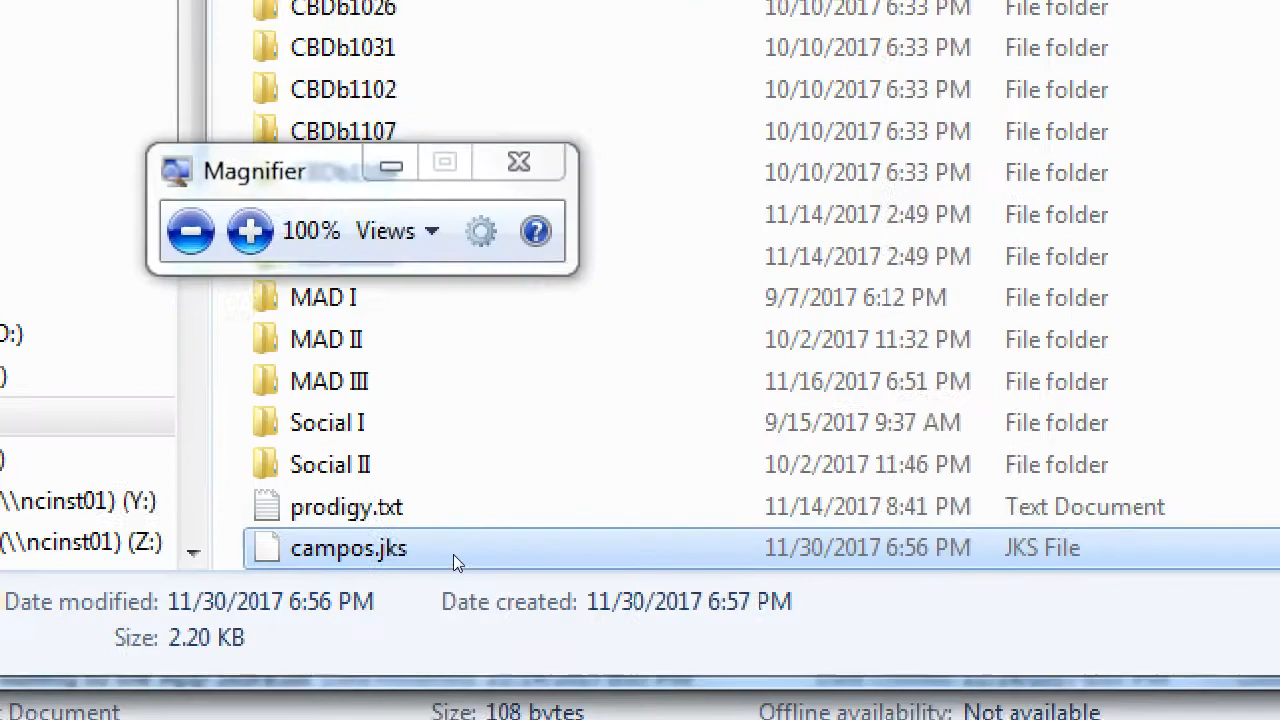 CBDb1026 10/10/2017 6:33 PM File folder
CBDb1031 10/10/2017 6:33 PM File folder
CBDb1102 10/10/2017 6:33 PM File folder
CBDb1107 10/10/2017 6:33 PM File folder
Magnifier
10/10/2017 6:33 PM File folder
11/14/2017 2:49 PM File folder
100% Views
11/14/2017 2:49 PM File folder
MAD I 9/7/2017 6:12 PM File folder
D:)
MAD II 10/2/2017 11:32 PM File folder
)
MAD III 11/16/2017 6:51 PM File folder
Social I 9/15/2017 9:37 AM File folder
)
Social II 10/2/2017 11:46 PM File folder
(\\ncinst01) (Y:)
prodigy.txt 11/14/2017 8:41 PM Text Document
(\\ncinst01) (Z:)
campos.jks 11/30/2017 6:56 PM JKS File
Date modified: 11/30/2017 6:56 PM Date created: 11/30/2017 6:57 PM
Size: 2.20 KB
Document Size: 108 bytes Offline availability: Not available